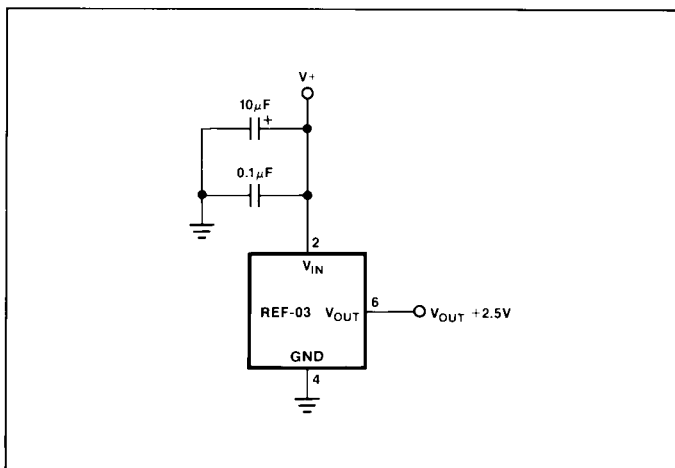 V+
10µF
+
0.1µF
2
VIN
REF-03 VOUT
6
VOUT +2.5V
GND
4